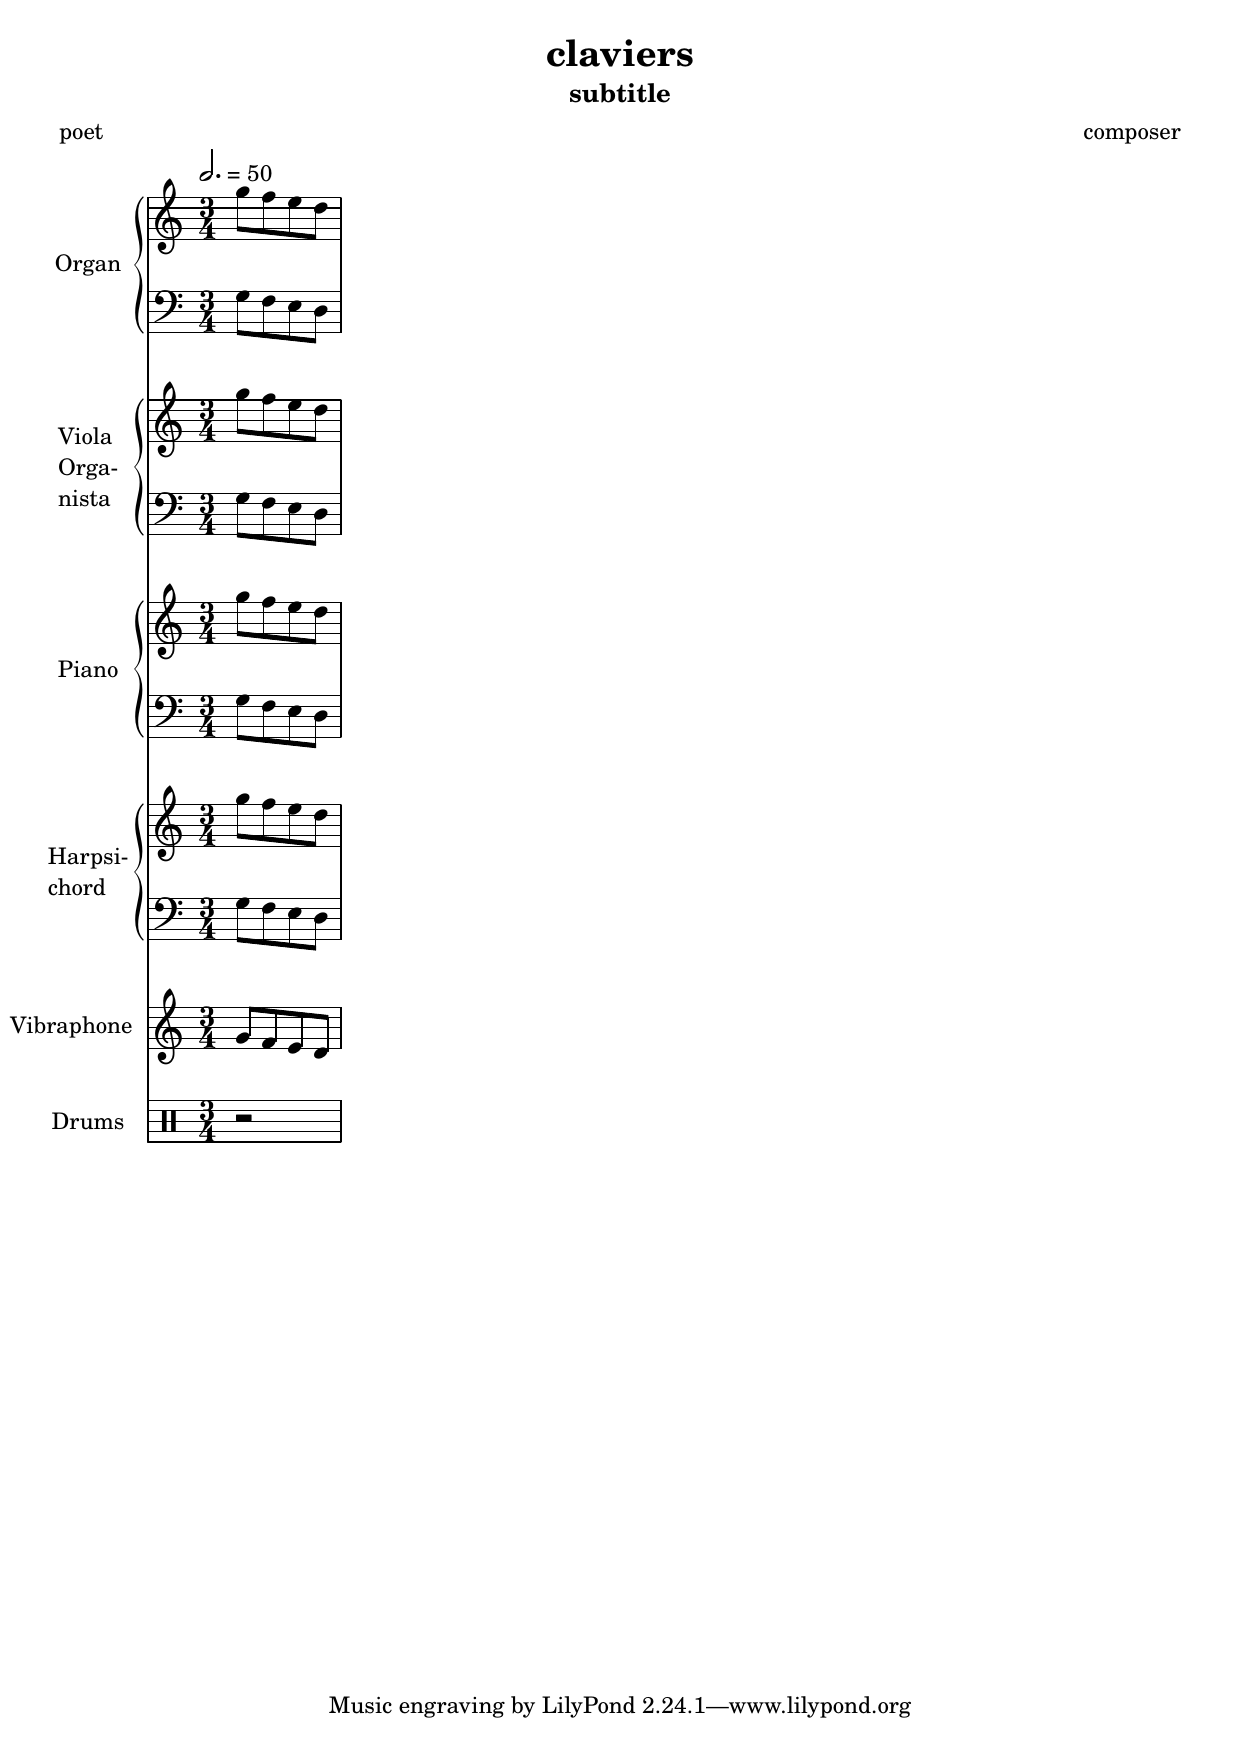 claviers
subtitle
poet composer
= 50
Organ
Viola
Orga-
nista
Piano
Harpsi-
chord
Vibraphone
Drums
Music engraving by LilyPond 2.24.1—www.lilypond.org